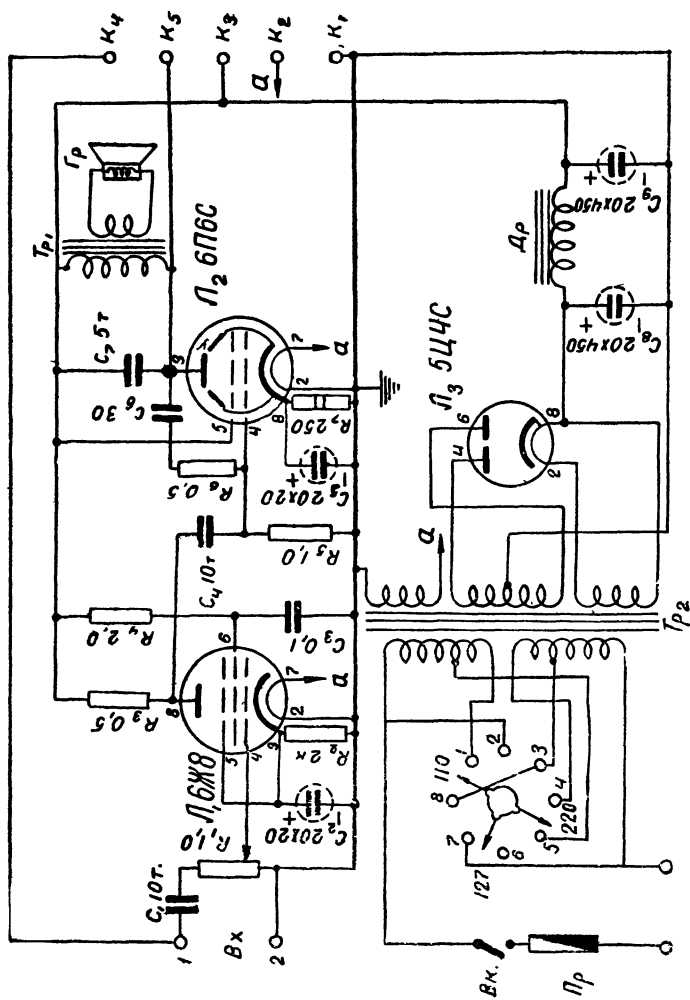 К4
К5
К3
К2
К1
а
Гр
Тр1
Л2 6П6С
С7 5т
3
С6 30
У
7
а
2
8
5
4
R7 250
R6 0,5
+
С5 20х20
−
С4 10т
R5 1,0
R4 2,0
R3 0,5
6
С3 0,1
8
7
а
2
3
5
4
R2 2к
Л1 6Ж8
+
С2 20х20
−
R1 1,0
С1 10т.
1
Вх
2
Др
+
−
С9 20х450
+
−
С8 20х450
Л3 5Ц4С
6
4
8
2
а
Тр2
110
1
2
3
4
5
6
7
8
220
127
Вк.
Пр